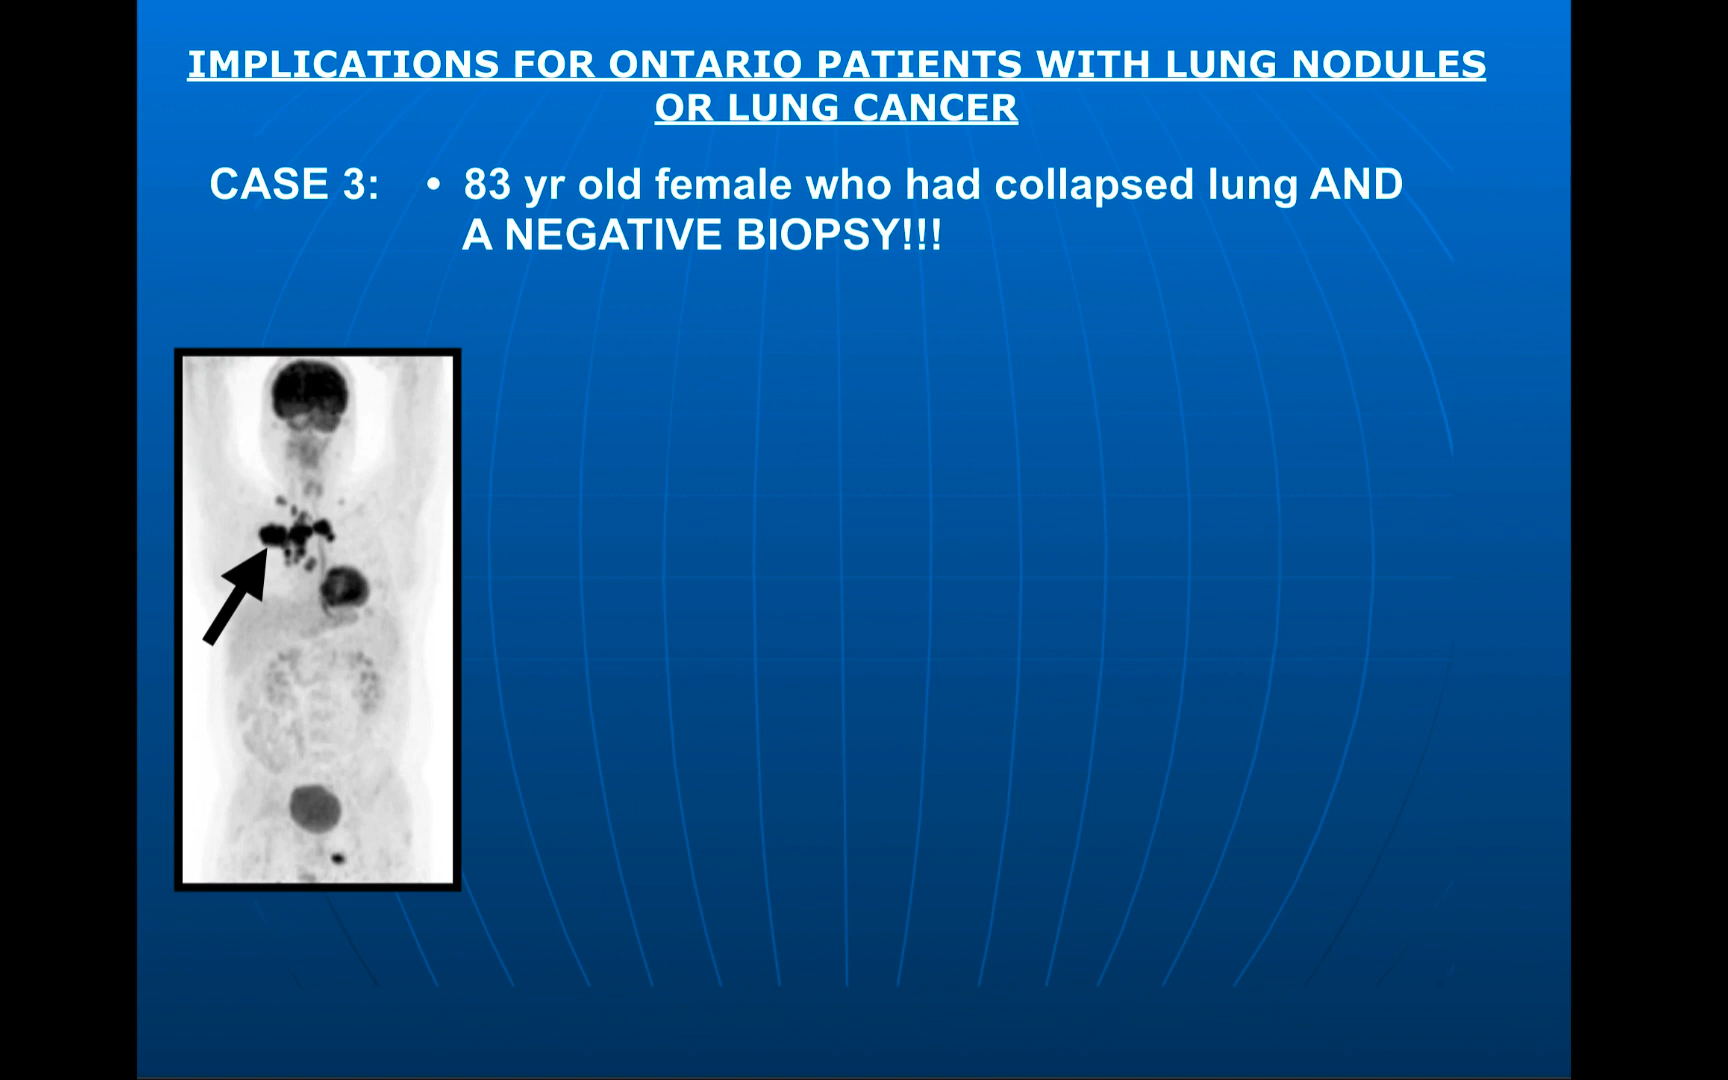 IMPLICATIONS FOR ONTARIO PATIENTS WITH LUNG NODULES
OR LUNG CANCER
CASE 3: • 83 yr old female who had collapsed lung AND
A NEGATIVE BIOPSY!!!